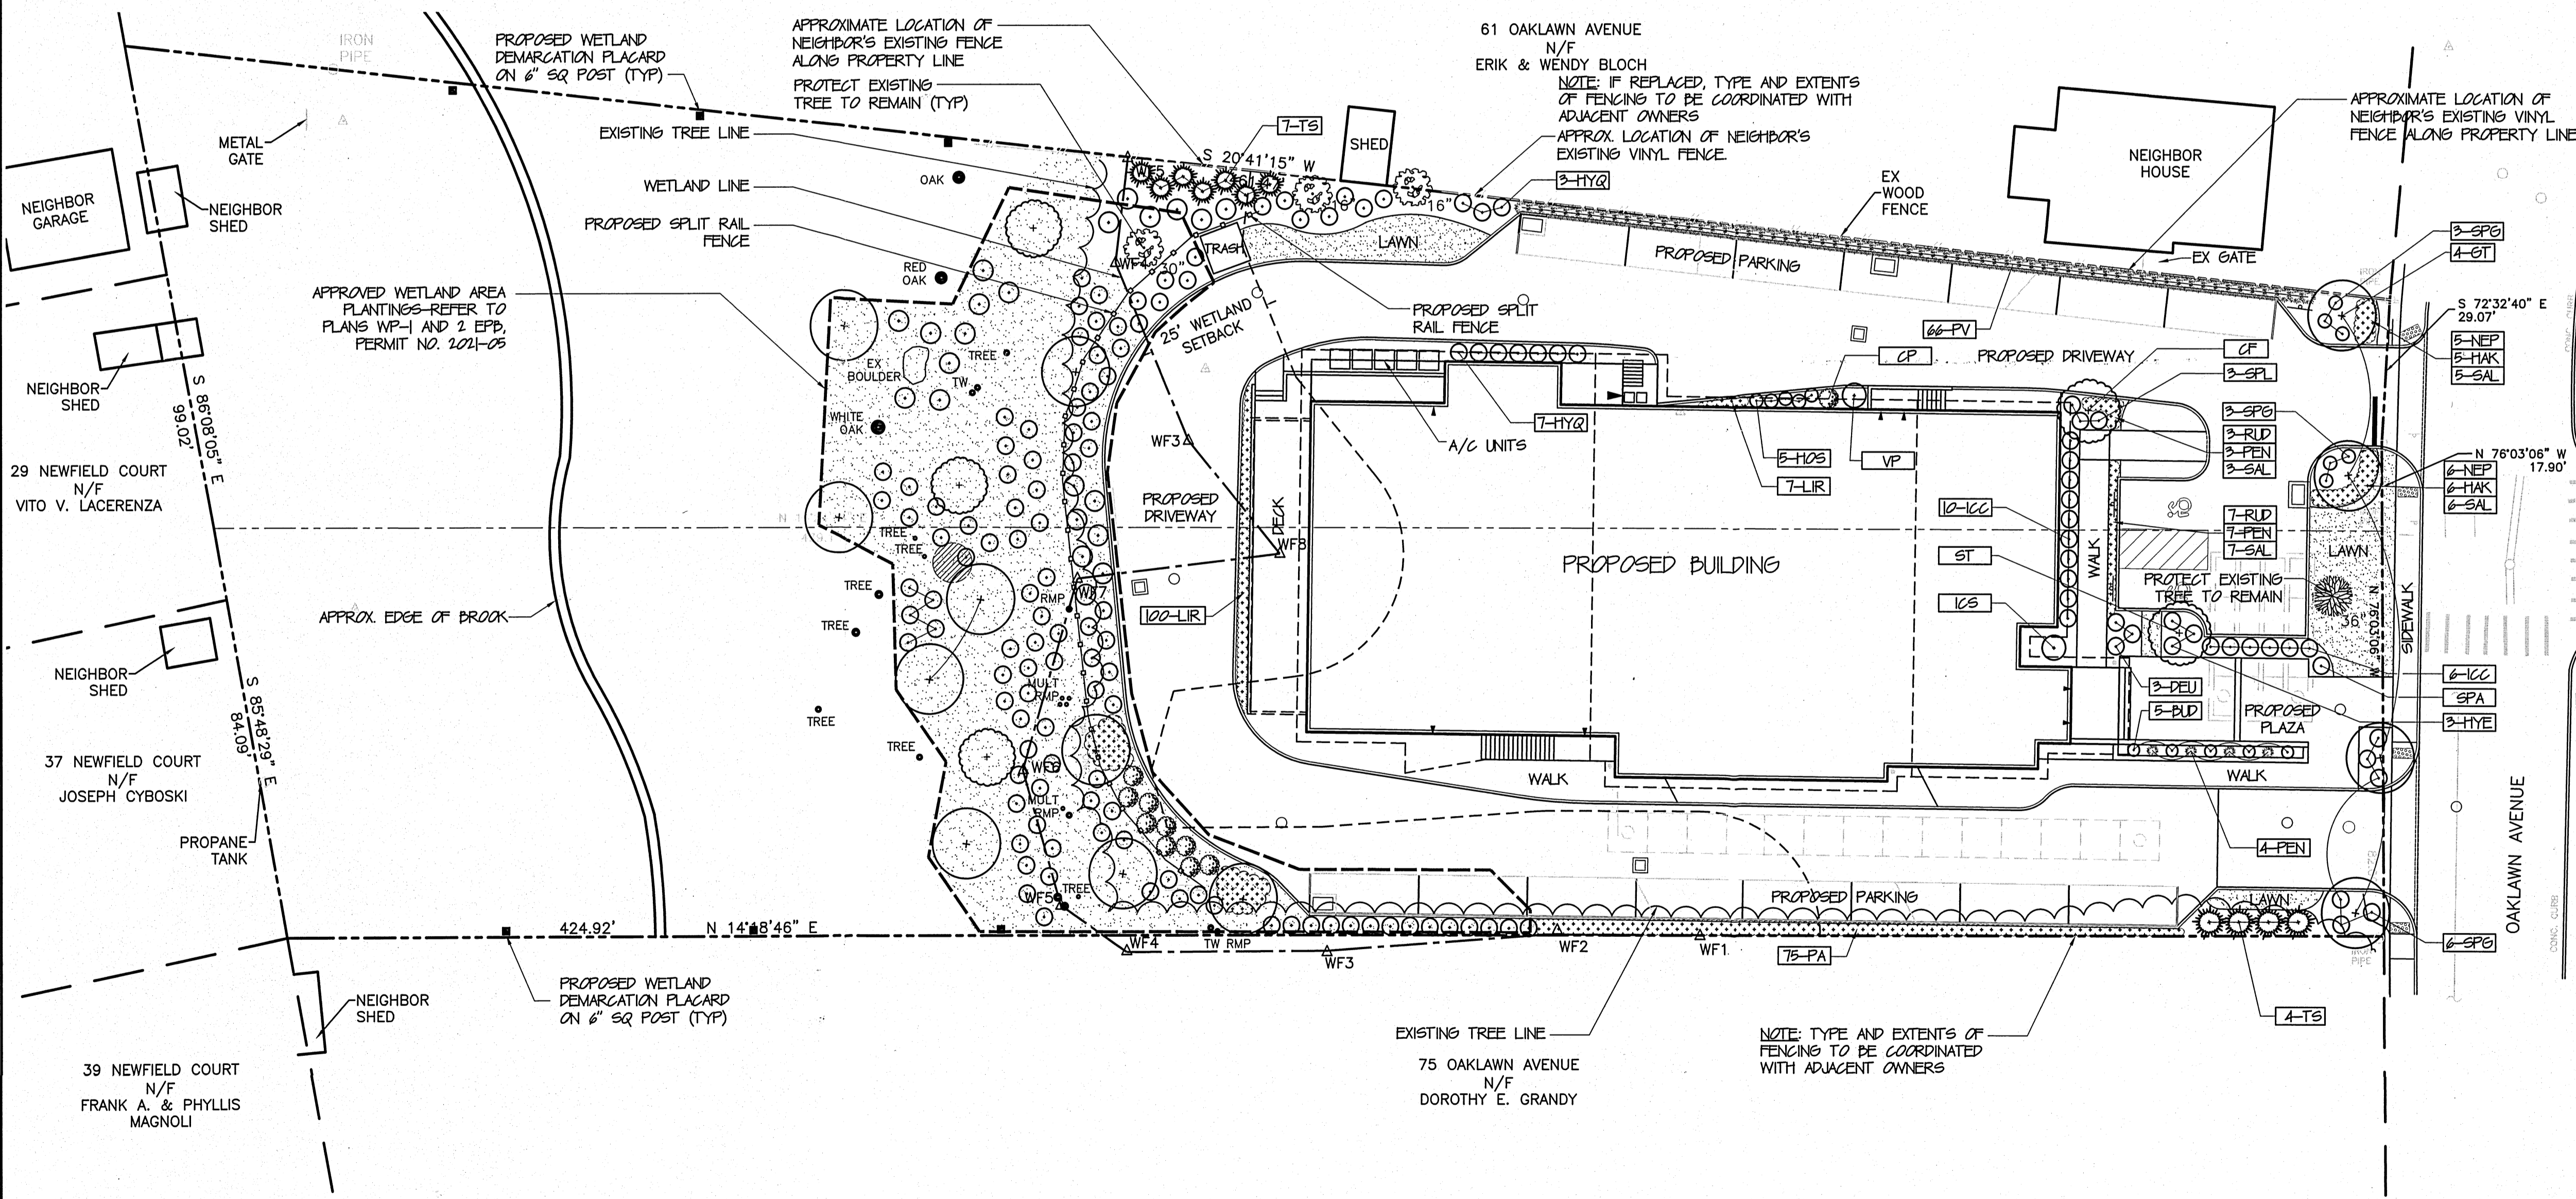 IRON
PIPE
PROPOSED WETLAND
DEMARCATION PLACARD
ON 6" SQ POST (TYP)
APPROXIMATE LOCATION OF
NEIGHBOR'S EXISTING FENCE
ALONG PROPERTY LINE
PROTECT EXISTING
TREE TO REMAIN (TYP)
EXISTING TREE LINE
WETLAND LINE
PROPOSED SPLIT RAIL
FENCE
61 OAKLAWN AVENUE
N/F
ERIK & WENDY BLOCH
NOTE: IF REPLACED, TYPE AND EXTENTS
OF FENCING TO BE COORDINATED WITH
ADJACENT OWNERS
APPROX. LOCATION OF NEIGHBOR'S
EXISTING VINYL FENCE.
APPROXIMATE LOCATION OF
NEIGHBOR'S EXISTING VINYL
FENCE ALONG PROPERTY LINE
METAL
GATE
NEIGHBOR
GARAGE
NEIGHBOR
SHED
7-TS
SHED
S 20°41'15" W
3-HYQ
EX
WOOD
FENCE
NEIGHBOR
HOUSE
EX GATE
OAK
WF5
16"
16"
TRASH
LAWN
WF4
30"
RED
OAK
APPROVED WETLAND AREA
PLANTINGS-REFER TO
PLANS WP-1 AND 2 EPB,
PERMIT NO. 2021-05
25' WETLAND
SETBACK
PROPOSED SPLIT
RAIL FENCE
PROPOSED PARKING
66-PV
PROPOSED DRIVEWAY
CP
CF
3-SPL
3-SPG
4-GT
IRON
PIPE
S 72°32'40" E
29.07'
5-NEP
5-HAK
5-SAL
NEIGHBOR
SHED
S 86°08'05" E
99.02'
EX
BOULDER
TREE
TW
WHITE
OAK
WF3
7-HYQ
A/C UNITS
5-HOS
7-LIR
VP
3-SPG
3-RUD
3-PEN
3-SAL
N 76°03'06" W
17.90'
6-NEP
6-HAK
6-SAL
29 NEWFIELD COURT
N/F
VITO V. LACERENZA
PROPOSED
DRIVEWAY
DECK
WF8
PROPOSED BUILDING
10-ICC
ST
ICS
WALK
7-RUD
7-PEN
7-SAL
LAWN
PROTECT EXISTING
TREE TO REMAIN
36"
N 76°03'06" W
SIDEWALK
TREE
TREE
TREE
TREE
TREE
TREE
RMP
WF7
100-LIR
APPROX. EDGE OF BROOK
NEIGHBOR
SHED
S 85°48'29" E
84.09'
MULT
RMP
WF6
MULT
RMP
3-DEU
5-BUD
PROPOSED
PLAZA
6-ICC
SPA
3-HYE
37 NEWFIELD COURT
N/F
JOSEPH CYBOSKI
PROPANE
TANK
WALK
WALK
4-PEN
OAKLAWN AVENUE
CONC. CURB
WF5
TREE
PROPOSED PARKING
LAWN
424.92'
N 14°18'46" E
WF4
TW RMP
WF3
WF2
WF1
75-PA
IRON
PIPE
6-SPG
4-TS
NEIGHBOR
SHED
PROPOSED WETLAND
DEMARCATION PLACARD
ON 6" SQ POST (TYP)
EXISTING TREE LINE
NOTE: TYPE AND EXTENTS OF
FENCING TO BE COORDINATED
WITH ADJACENT OWNERS
75 OAKLAWN AVENUE
N/F
DOROTHY E. GRANDY
39 NEWFIELD COURT
N/F
FRANK A. & PHYLLIS
MAGNOLI